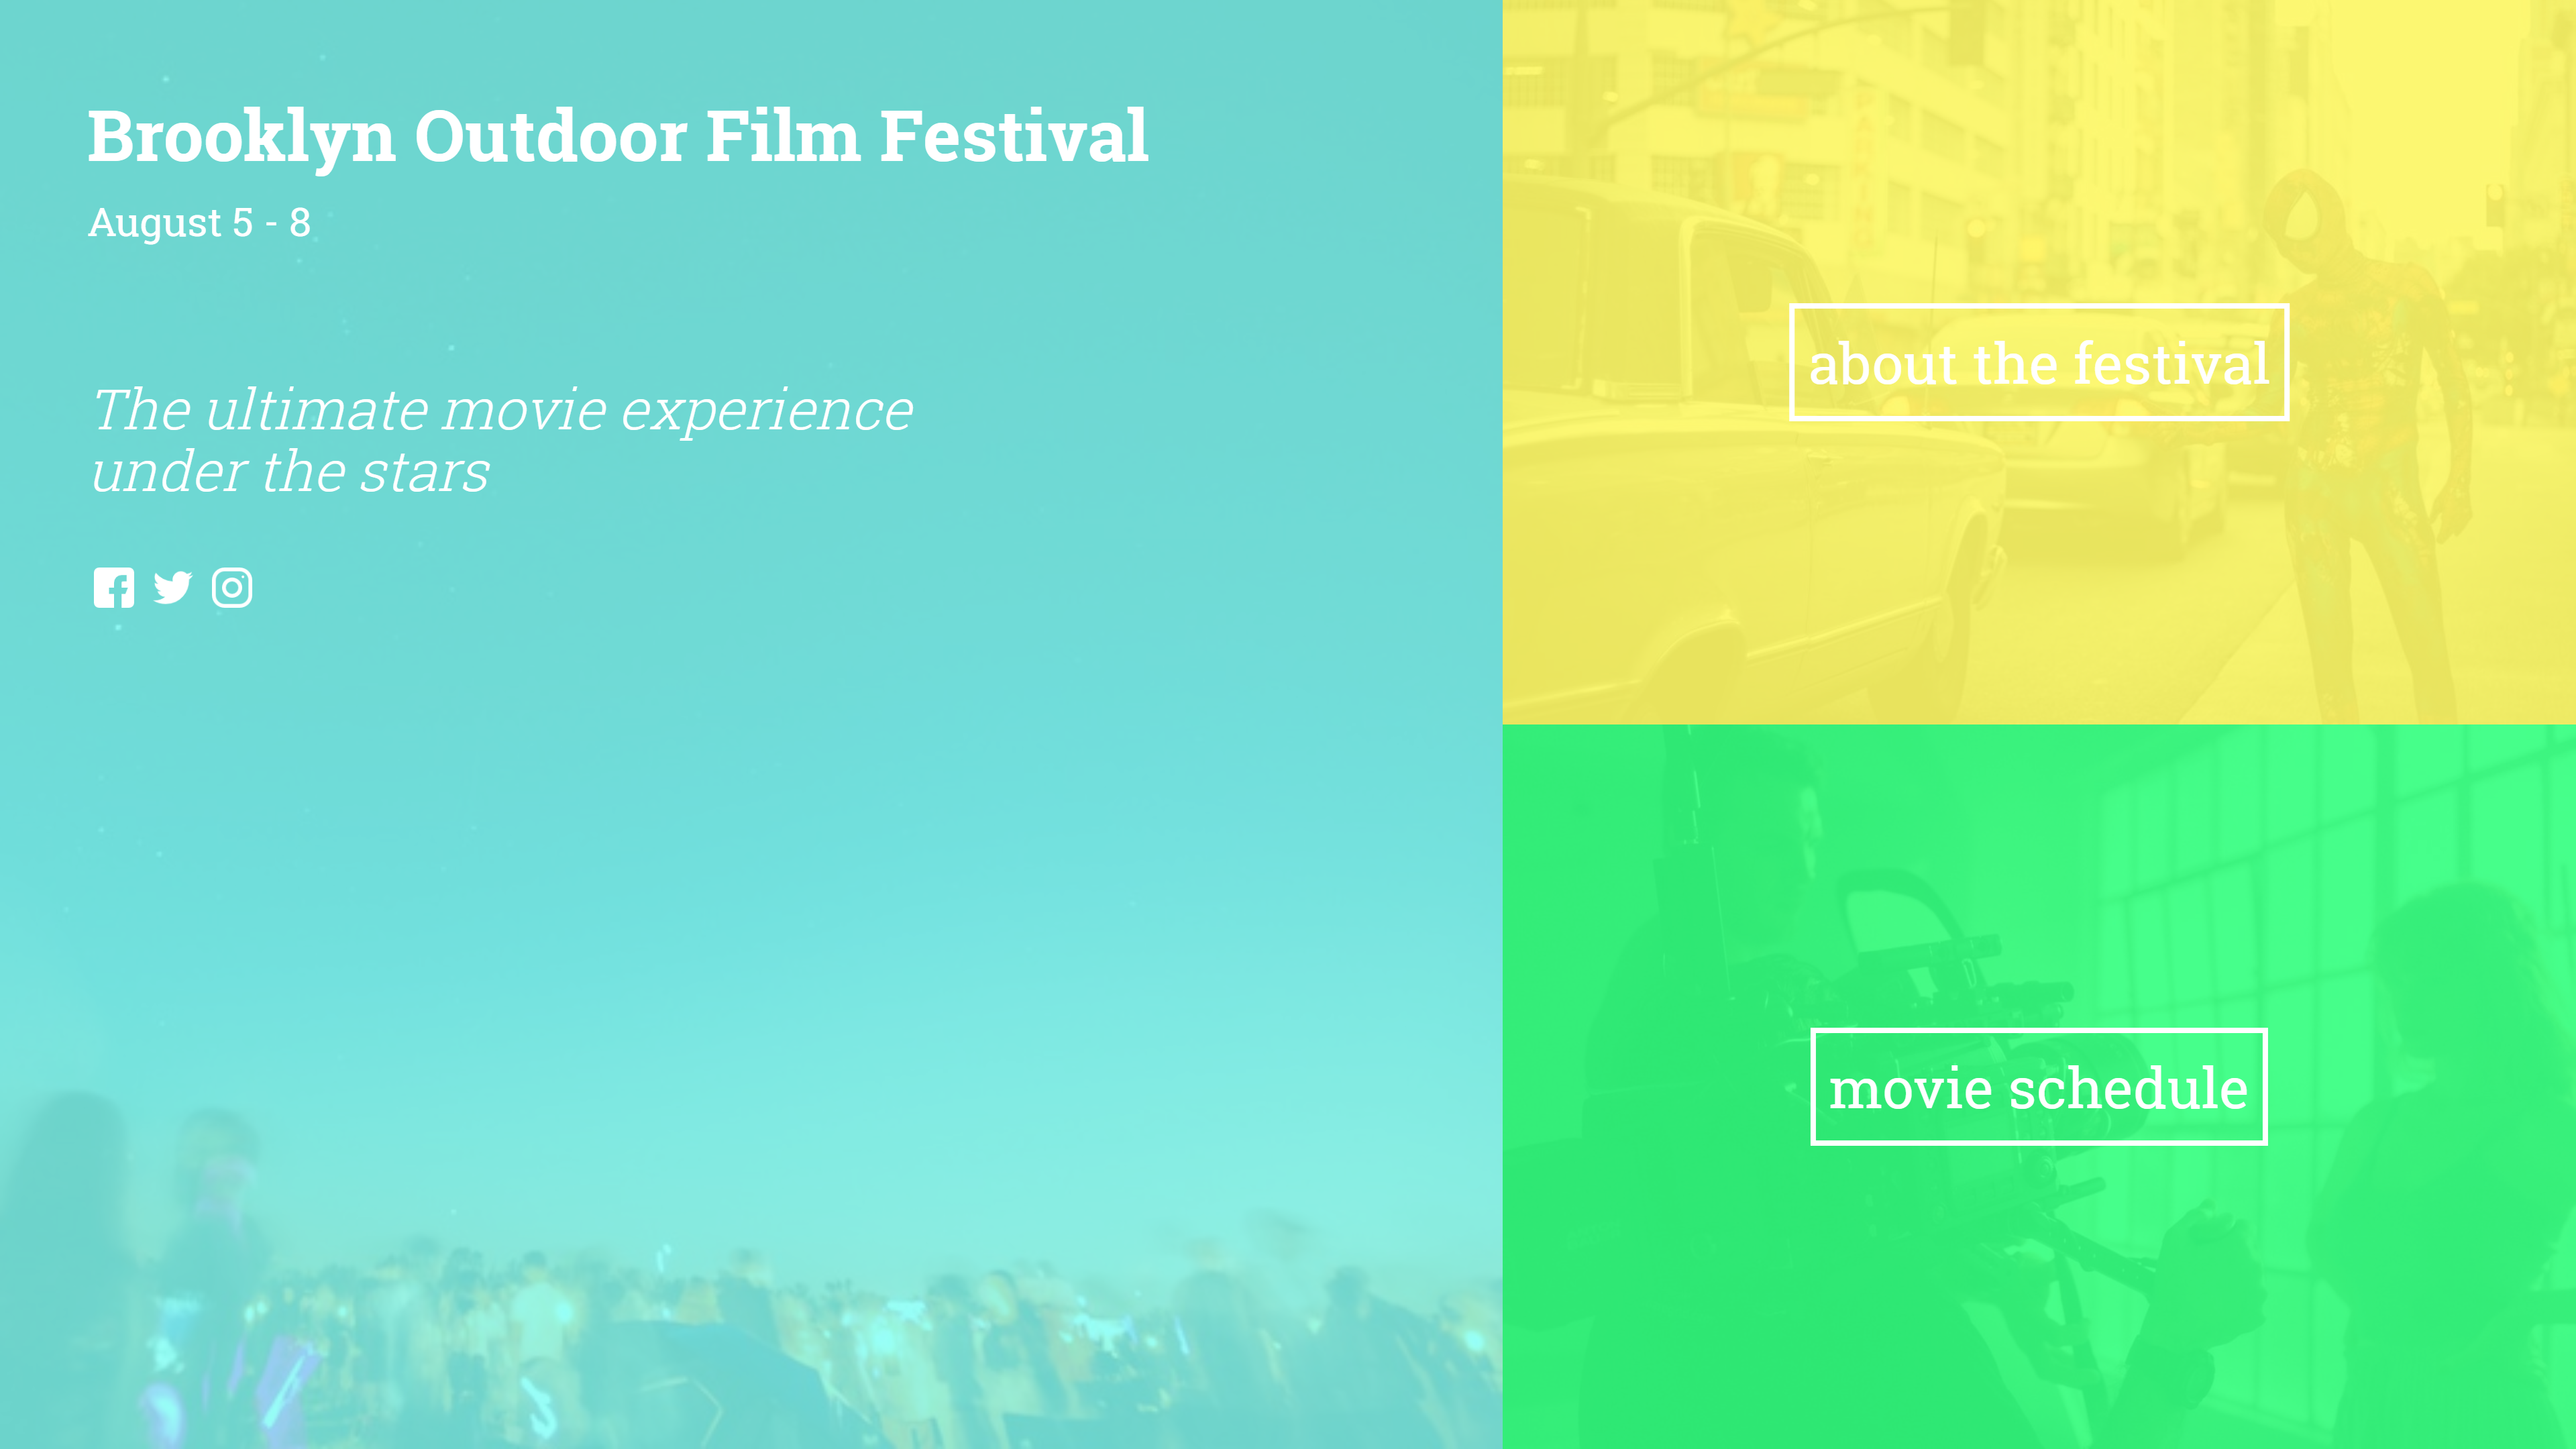 Brooklyn Outdoor Film Festival
August 5 - 8
The ultimate movie experience
under the stars
about the festival
movie schedule